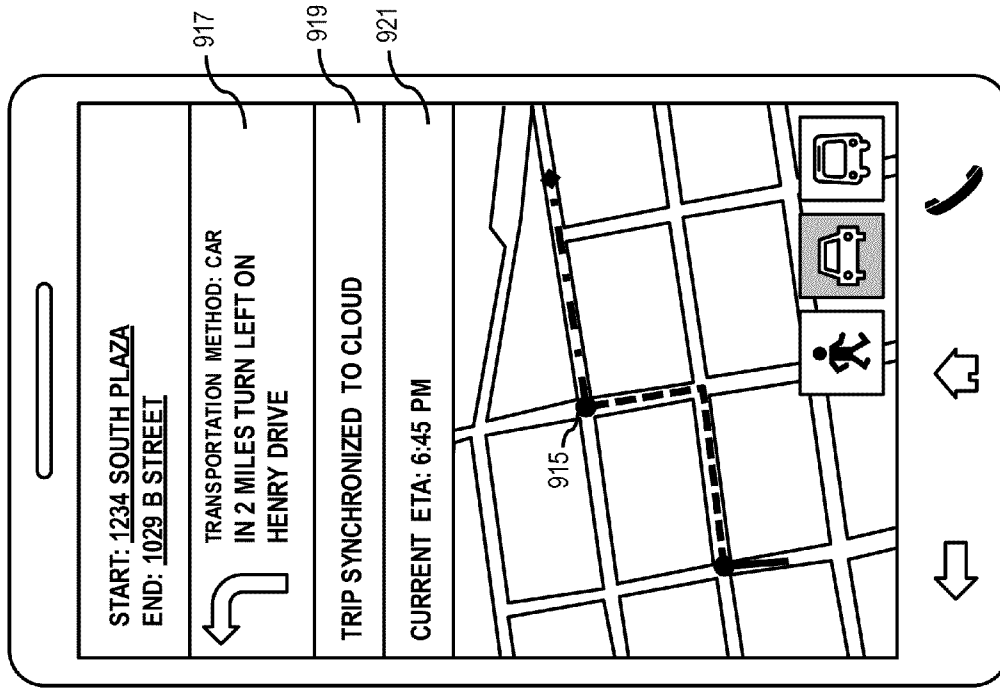 START: 1234 SOUTH PLAZA
END: 1029 B STREET
TRANSPORTATION METHOD: CAR
IN 2 MILES TURN LEFT ON
HENRY DRIVE
917
TRIP SYNCHRONIZED TO CLOUD
919
CURRENT ETA: 6:45 PM
921
915